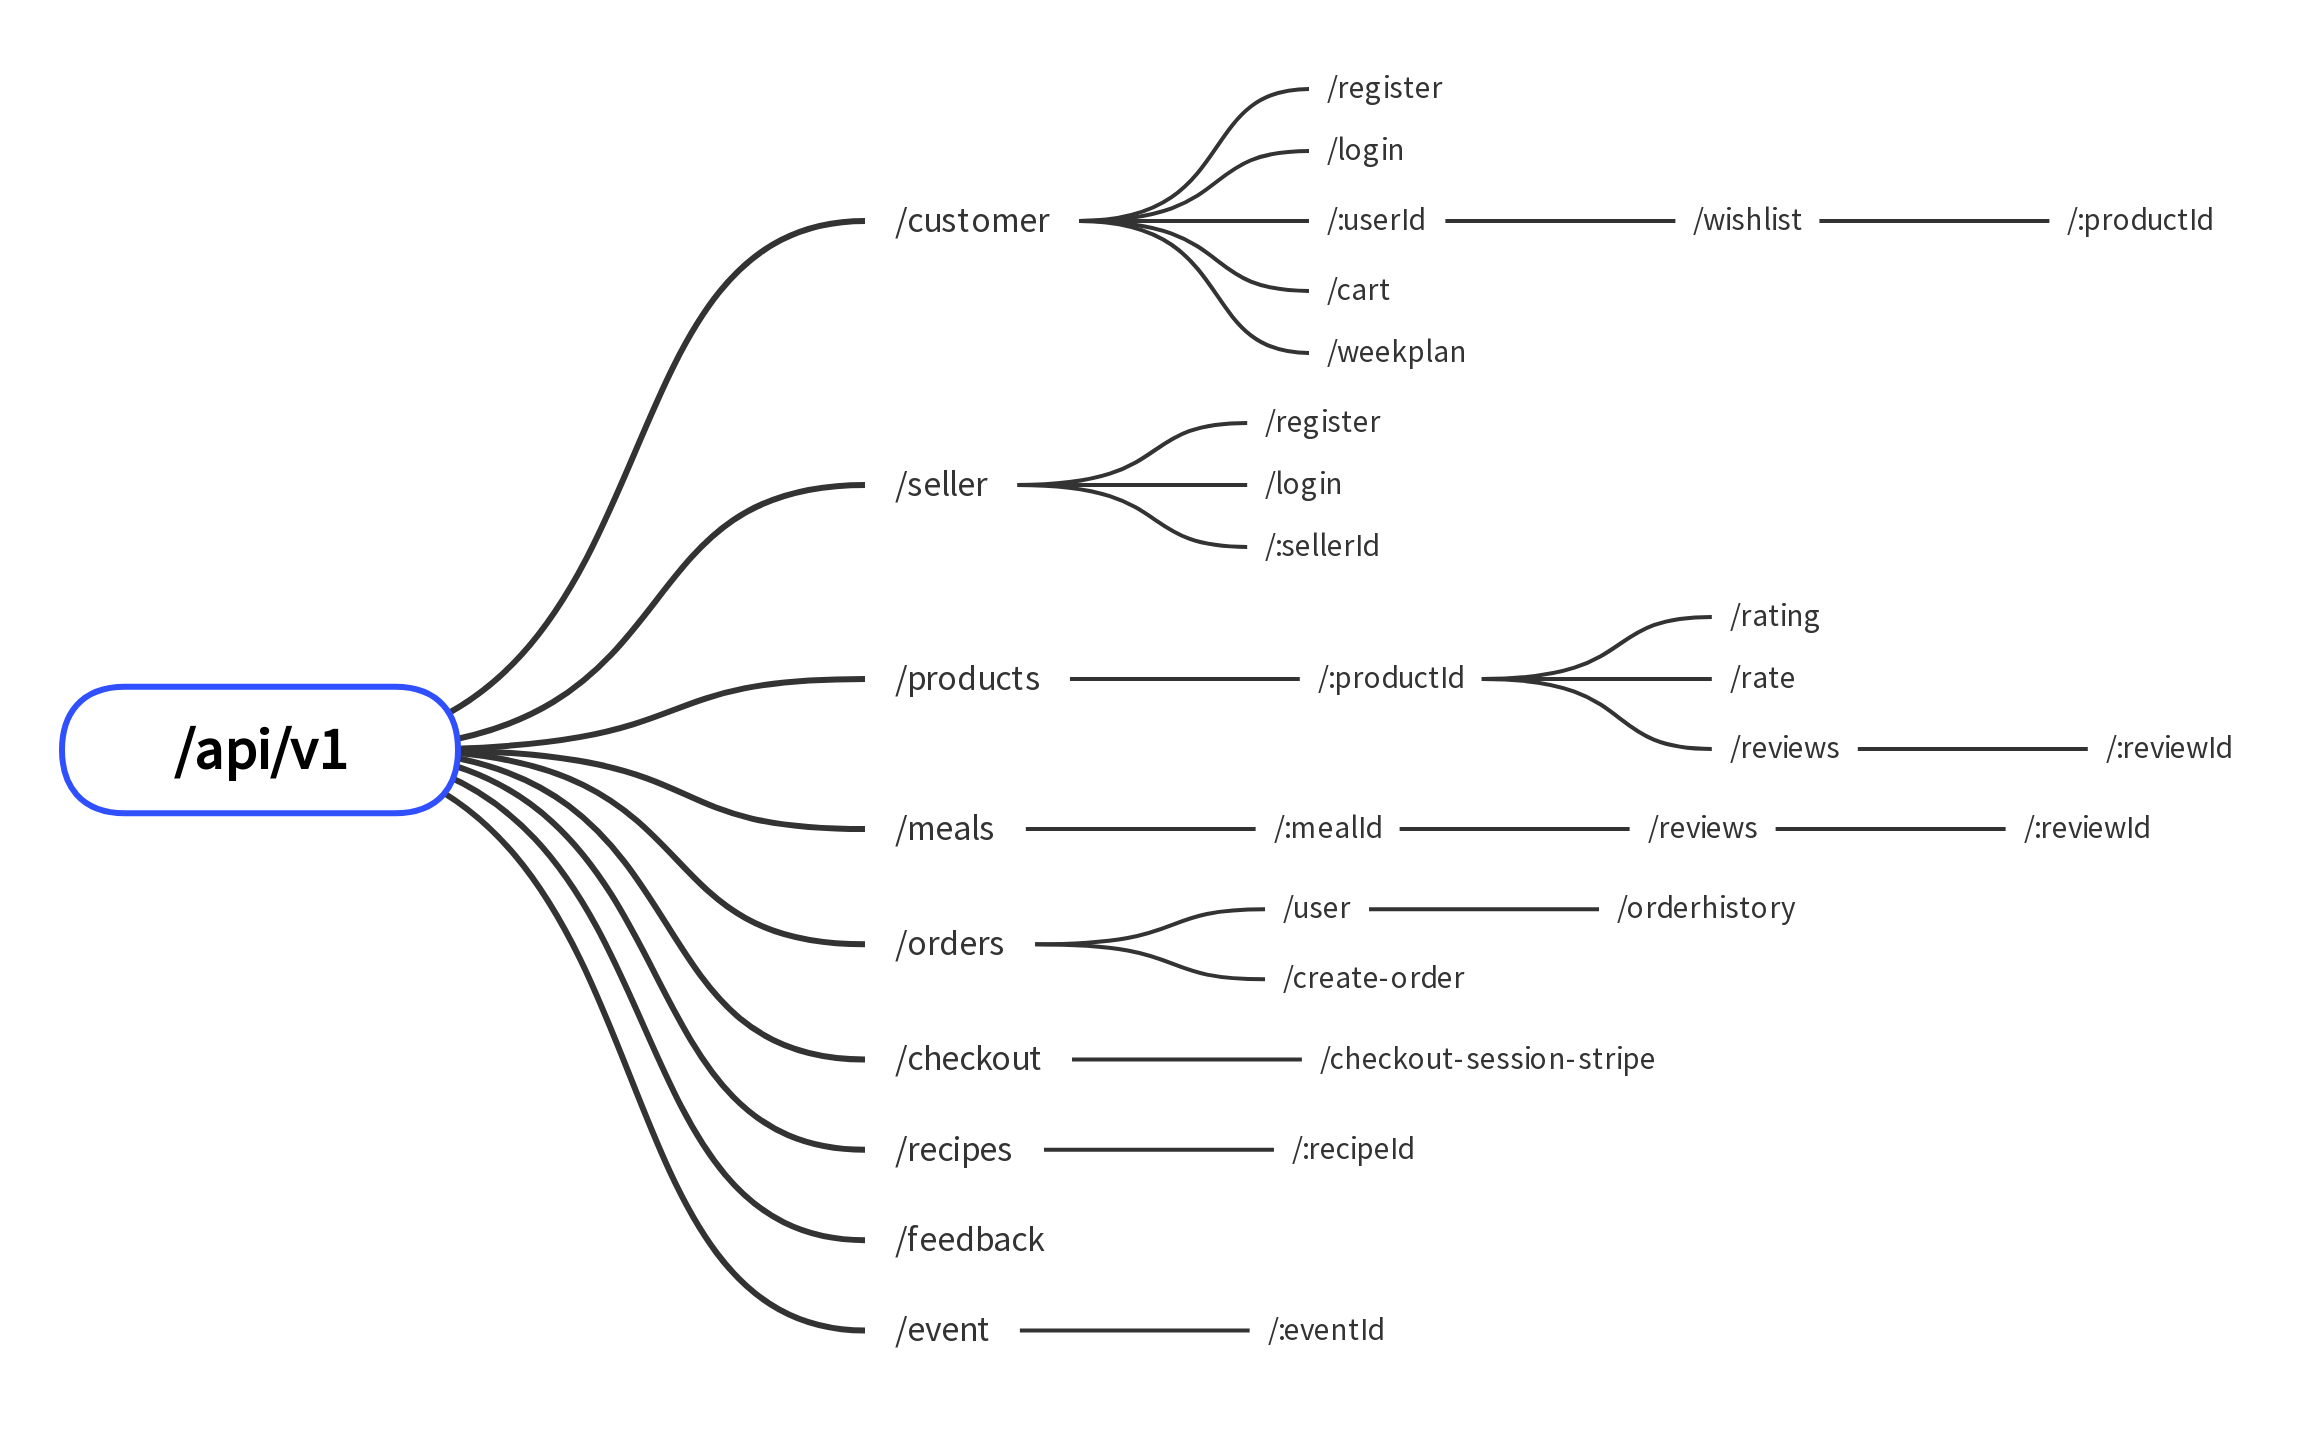 /api/v1
/customer
/register
/login
/:userId
/wishlist
/:productId
/cart
/weekplan
/seller
/register
/login
/:sellerId
/products
/:productId
/rating
/rate
/reviews
/:reviewId
/meals
/:mealId
/reviews
/:reviewId
/orders
/user
/orderhistory
/create-order
/checkout
/checkout-session-stripe
/recipes
/:recipeId
/feedback
/event
/:eventId